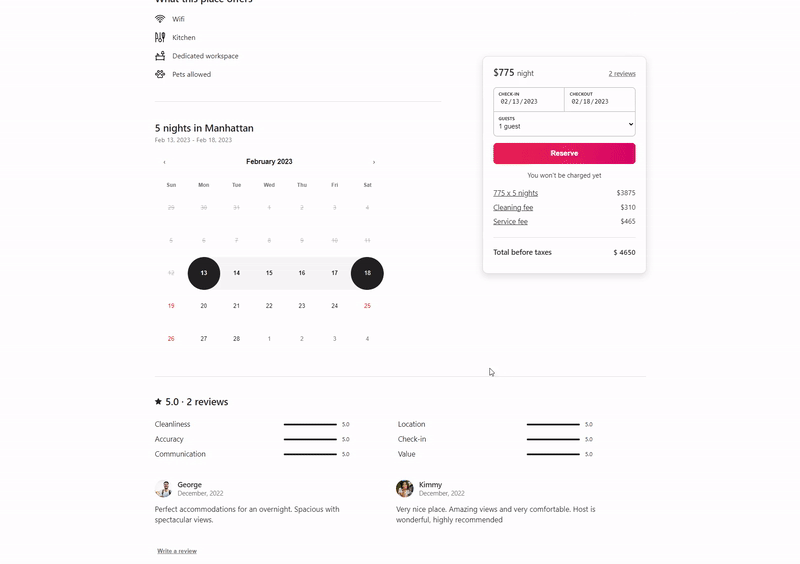 What this place offers
Wifi
Kitchen
Dedicated workspace
Pets allowed
$775 night
2 reviews
CHECK-IN
02/13/2023
CHECKOUT
02/18/2023
GUESTS
1 guest
Reserve
You won't be charged yet
775 x 5 nights $3875
Cleaning fee $310
Service fee $465
Total before taxes $ 4650
5 nights in Manhattan
Feb 13, 2023 - Feb 18, 2023
‹ February 2023 ›
Sun Mon Tue Wed Thu Fri Sat
29 30 31 1 2 3 4
5 6 7 8 9 10 11
12 13 14 15 16 17 18
19 20 21 22 23 24 25
26 27 28 1 2 3 4
5.0 · 2 reviews
Cleanliness 5.0
Location 5.0
Accuracy 5.0
Check-in 5.0
Communication 5.0
Value 5.0
George
December, 2022
Perfect accommodations for an overnight. Spacious with
spectacular views.
Kimmy
December, 2022
Very nice place. Amazing views and very comfortable. Host is
wonderful, highly recommended
Write a review